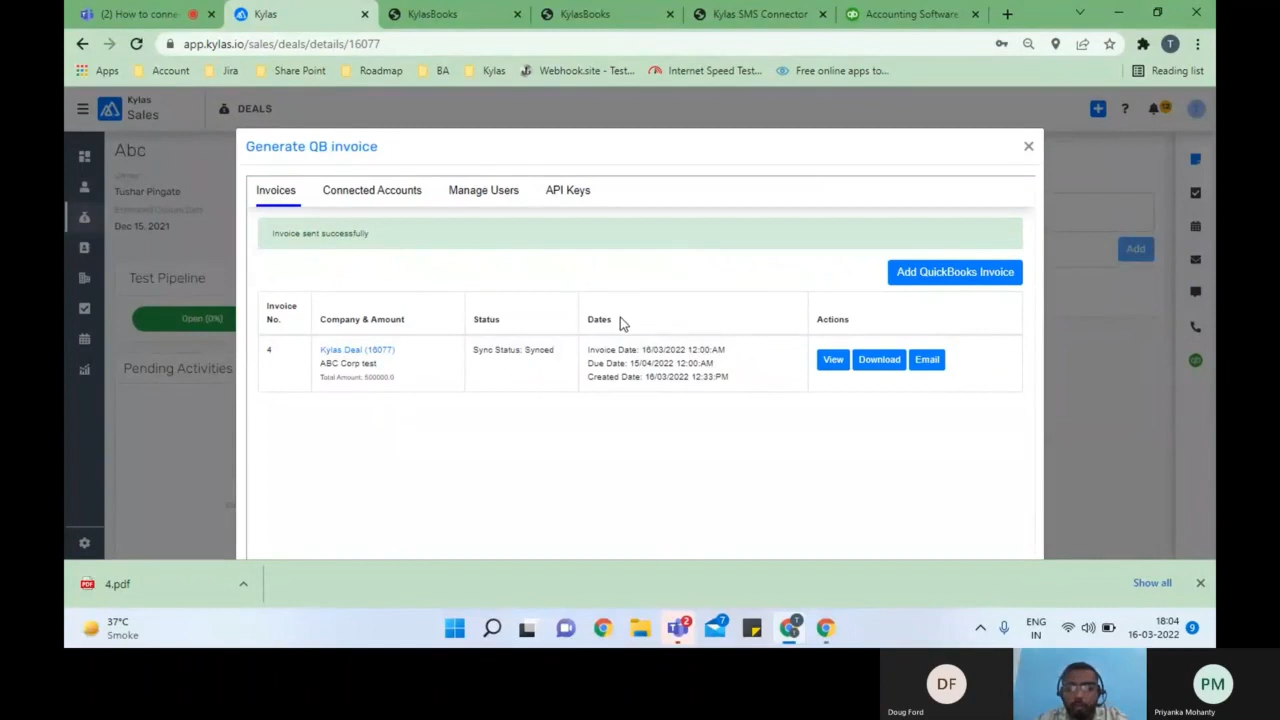 (2) How to conne
Kylas
KylasBooks
KylasBooks
Kylas SMS Connector
Accounting Software
app.kylas.io/sales/deals/details/16077
T
Apps
Account
Jira
Share Point
Roadmap
BA
Kylas
Webhook.site - Test...
Internet Speed Test...
Free online apps to...
Reading list
Kylas
Sales
DEALS
Abc
Tushar Pingate
Dec 15, 2021
Test Pipeline
Open (0%)
Pending Activities
Add
Generate QB invoice
Invoices
Connected Accounts
Manage Users
API Keys
Invoice sent successfully
Add QuickBooks Invoice
Invoice
No.
Company & Amount
Status
Dates
Actions
4
Kylas Deal (16077)
ABC Corp test
Total Amount: 500000.0
Sync Status: Synced
Invoice Date: 16/03/2022 12:00:AM
Due Date: 15/04/2022 12:00:AM
Created Date: 16/03/2022 12:33:PM
View
Download
Email
4.pdf
Show all
37°C
Smoke
2
7
T
ENG
IN
18:04
16-03-2022
9
DF
Doug Ford
PM
Priyanka Mohanty